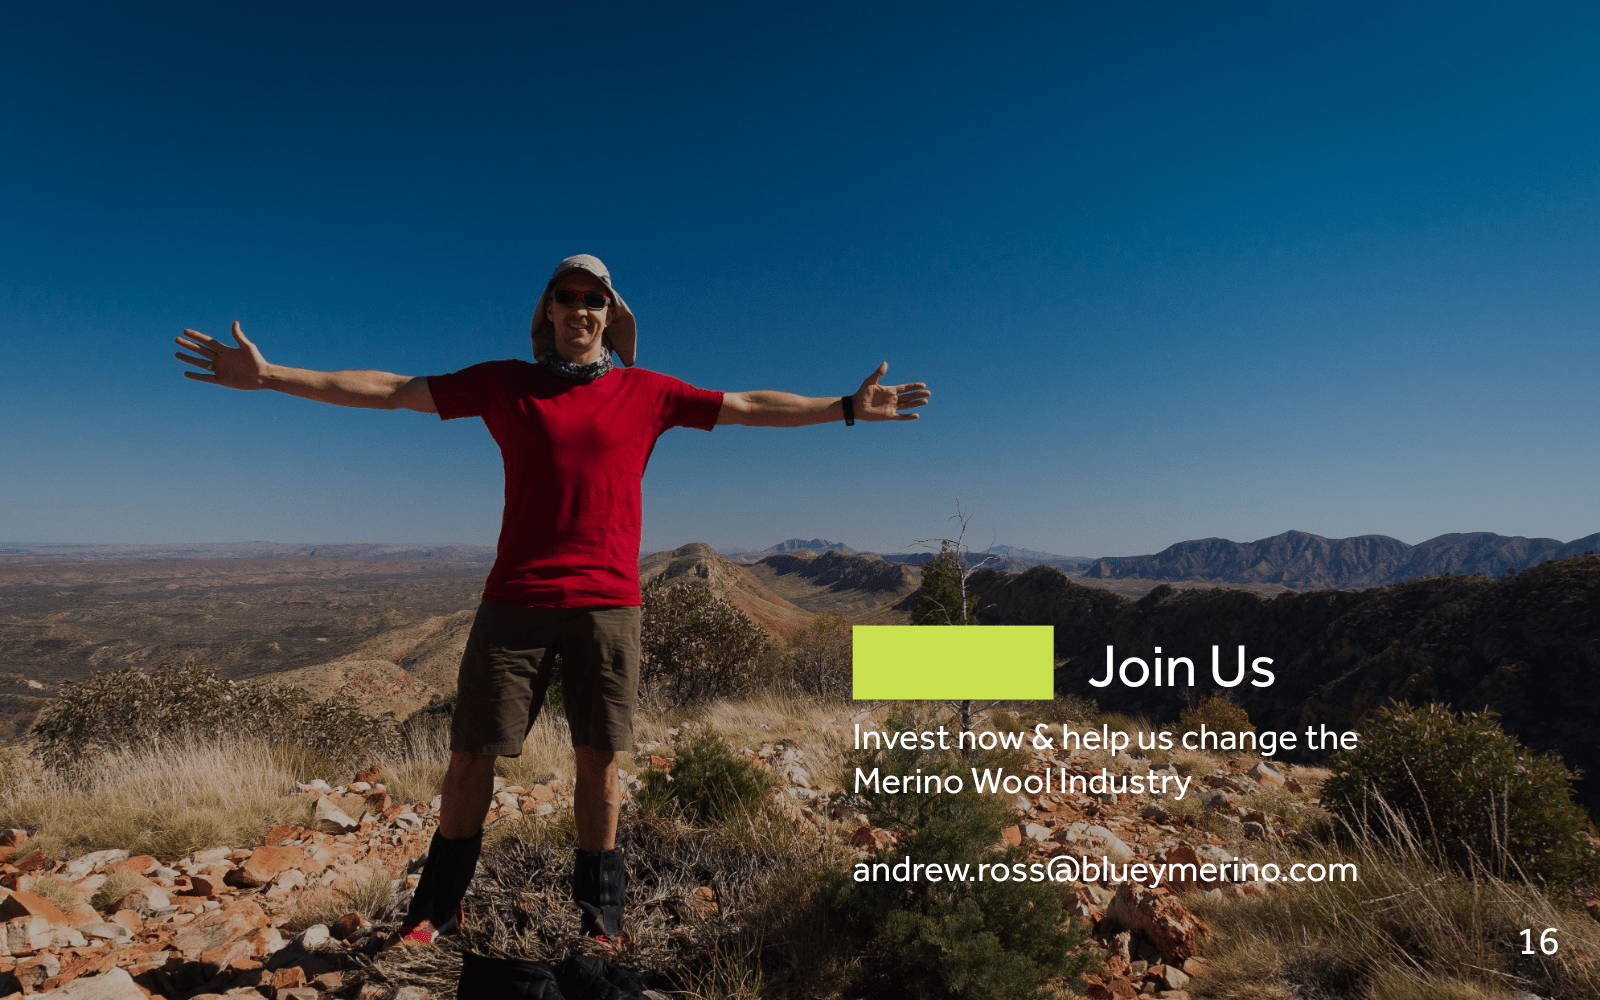 Join Us
Invest now & help us change the
Merino Wool Industry
andrew.ross@blueymerino.com
16